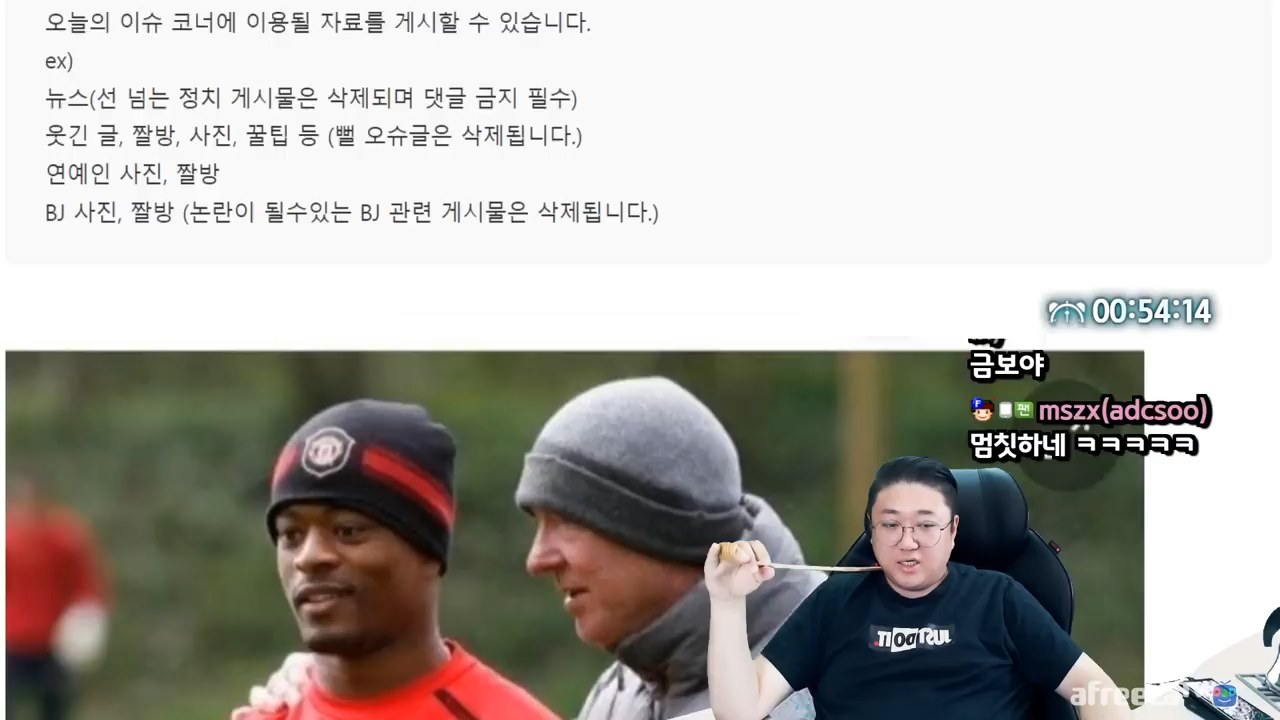 오늘의 이슈 코너에 이용될 자료를 게시할 수 있습니다.
ex)
뉴스(선 넘는 정치 게시물은 삭제되며 댓글 금지 필수)
웃긴 글, 짤방, 사진, 꿀팁 등 (뻘 오슈글은 삭제됩니다.)
연예인 사진, 짤방
BJ 사진, 짤방 (논란이 될수있는 BJ 관련 게시물은 삭제됩니다.)
00:54:14
금보야
F 팬 mszx(adcsoo)
멈칫하네 ㅋㅋㅋㅋㅋ
JUST DO IT.